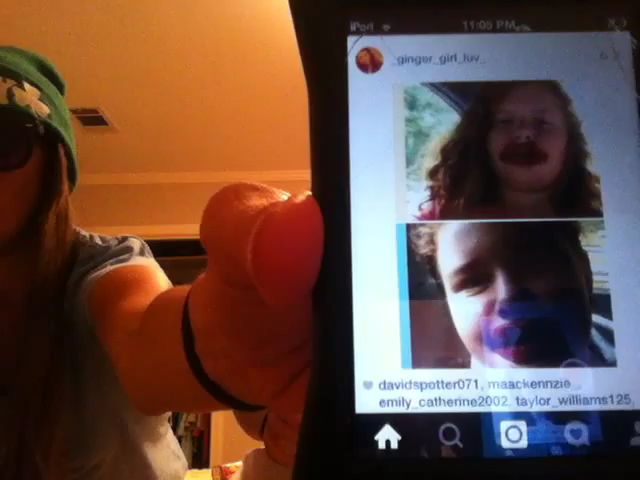 iPod 11:05 PM
_ginger_girl_luv_
davidspotter071, maackennzie_
emily_catherine2002, taylor_williams125,